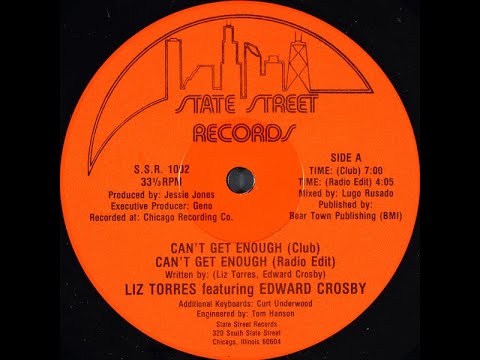 STATE STREET
RECORDS
S.S.R. 1002
33⅓ RPM
Produced by: Jessie Jones
Executive Producer: Geno
Recorded at: Chicago Recording Co.
SIDE A
TIME: (Club) 7:00
TIME: (Radio Edit) 4:05
Mixed by: Lugo Rusado
Published by:
Bear Town Publishing (BMI)
CAN'T GET ENOUGH (Club)
CAN'T GET ENOUGH (Radio Edit)
Written by: (Liz Torres, Edward Crosby)
LIZ TORRES featuring EDWARD CROSBY
Additional Keyboards: Curt Underwood
Engineered by: Tom Hanson
State Street Records
329 South State Street
Chicago, Illinois 60604